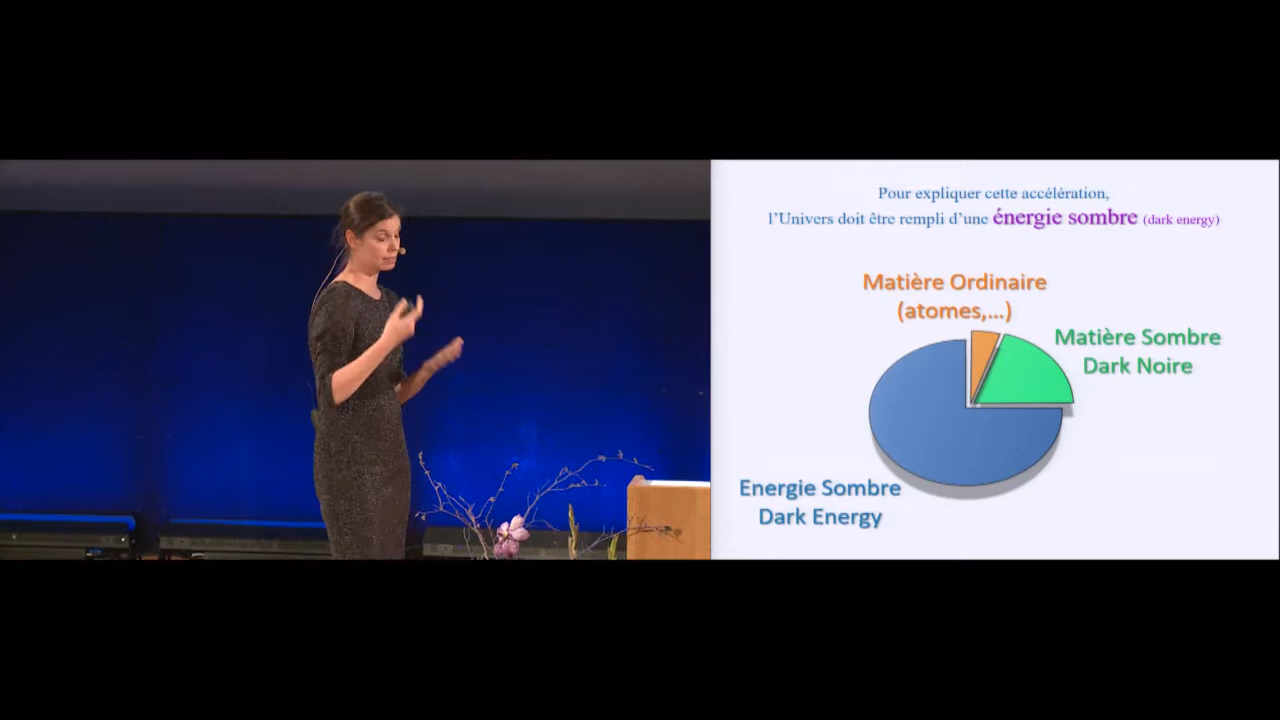 Pour expliquer cette accélération,
l’Univers doit être rempli d’une énergie sombre (dark energy)
Matière Ordinaire
(atomes,...)
Matière Sombre
Dark Noire
Energie Sombre
Dark Energy